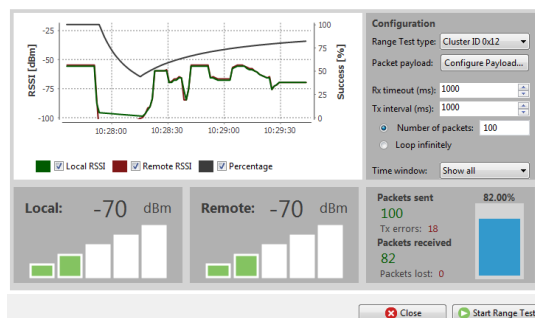 RSSI [dBm]
-25
-50
-75
-100
10:28:00
10:28:30
10:29:00
10:29:30
100
75
50
25
0
Success [%]
Local RSSI
Remote RSSI
Percentage
Configuration
Range Test type: Cluster ID 0x12
Packet payload: Configure Payload...
Rx timeout (ms): 1000
Tx interval (ms): 1000
Number of packets: 100
Loop infinitely
Time window: Show all
Local: -70 dBm
Remote: -70 dBm
Packets sent
100
Tx errors: 18
Packets received
82
Packets lost: 0
82.00%
Close
Start Range Test